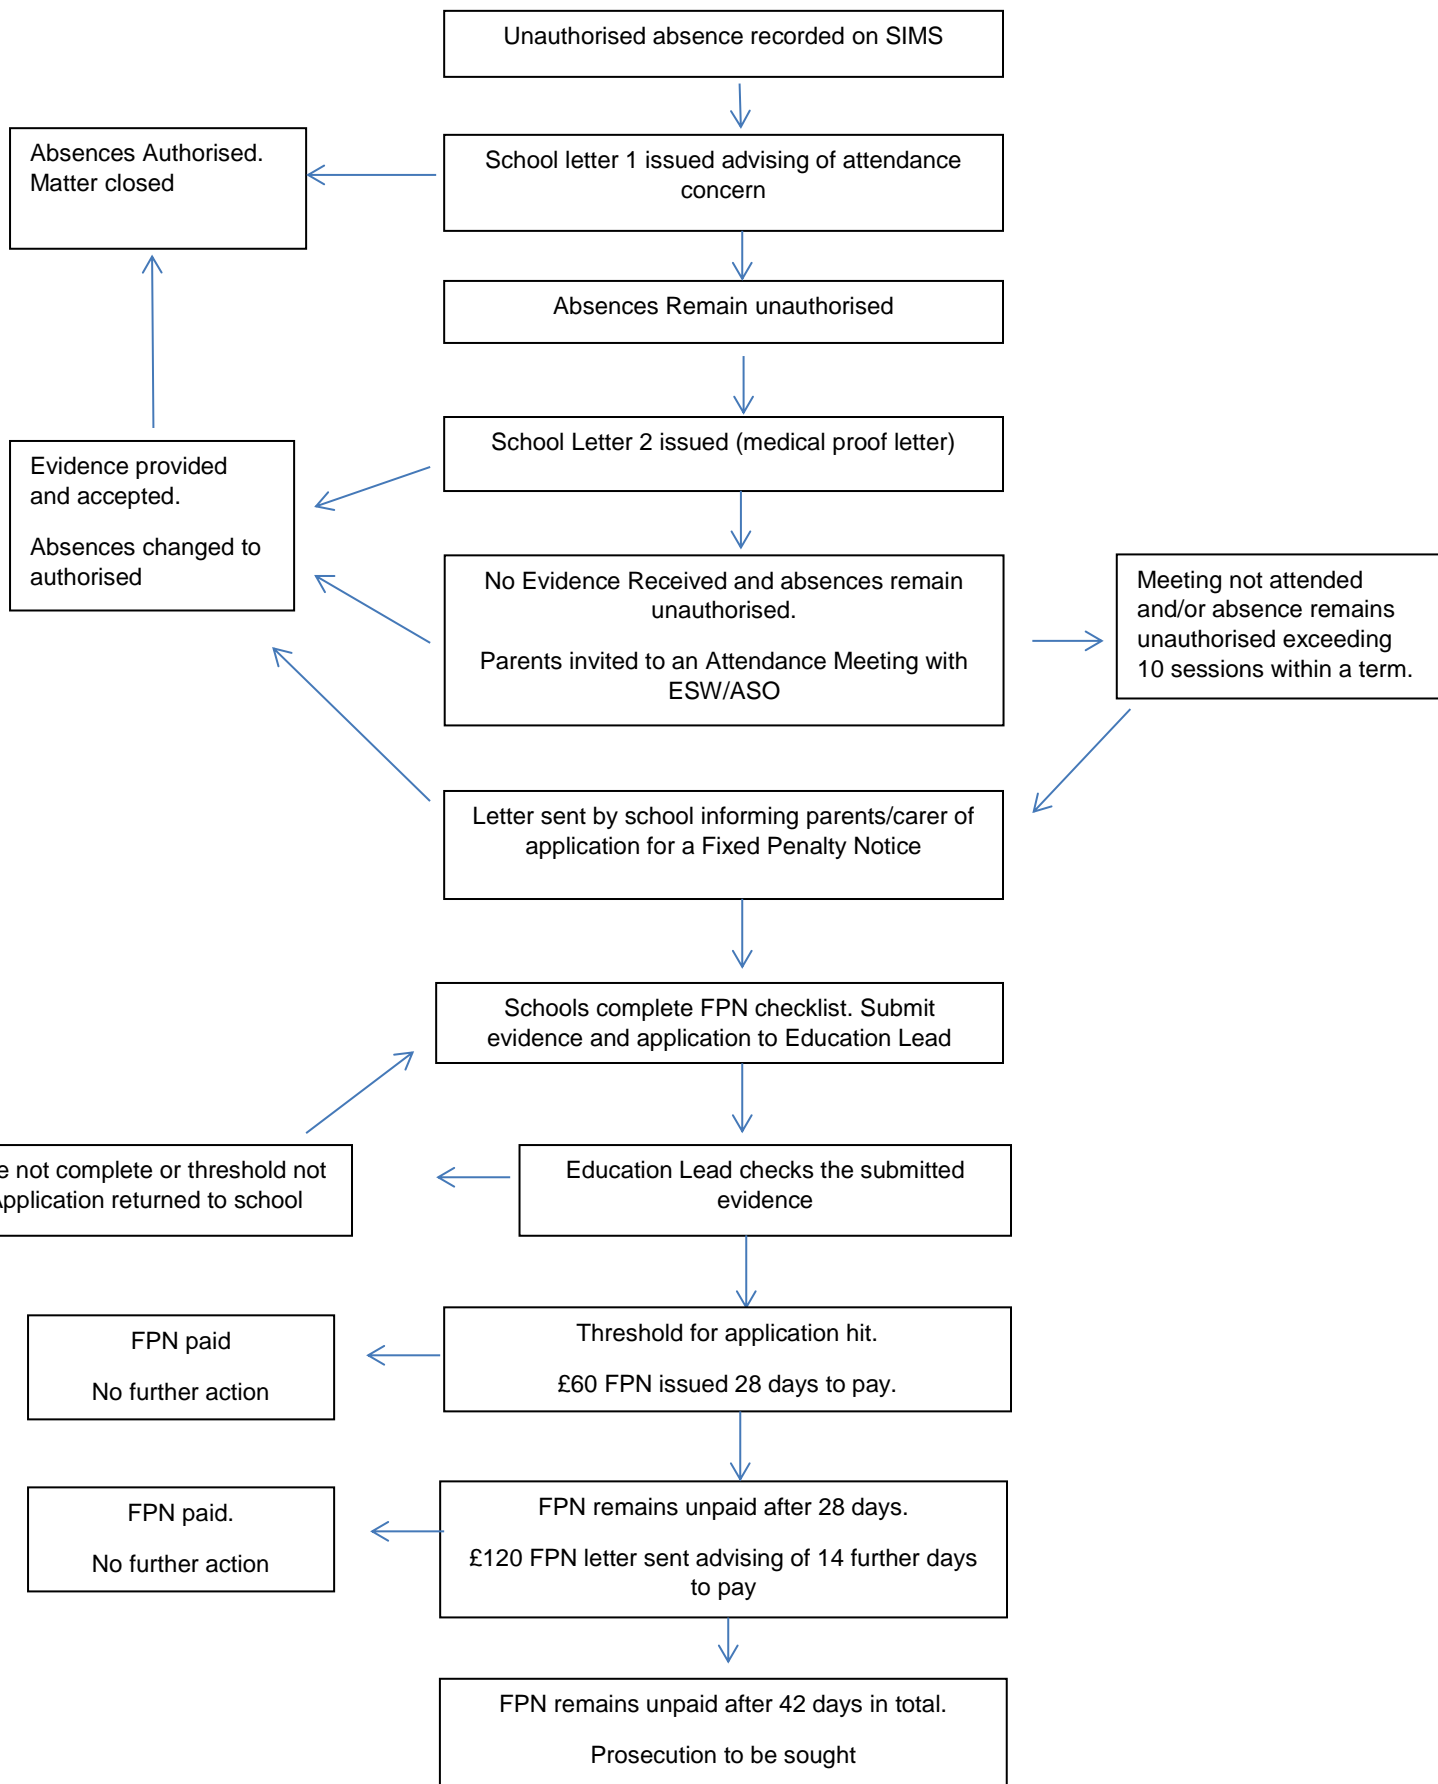 Unauthorised absence recorded on SIMS
Absences Authorised.
Matter closed
School letter 1 issued advising of attendance
concern
Absences Remain unauthorised
School Letter 2 issued (medical proof letter)
Evidence provided
and accepted.
Absences changed to
authorised
No Evidence Received and absences remain
unauthorised.
Parents invited to an Attendance Meeting with
ESW/ASO
Meeting not attended
and/or absence remains
unauthorised exceeding
10 sessions within a term.
Letter sent by school informing parents/carer of
application for a Fixed Penalty Notice
Schools complete FPN checklist. Submit
evidence and application to Education Lead
not complete or threshold not
Application returned to school
Education Lead checks the submitted
evidence
Threshold for application hit.
£60 FPN issued 28 days to pay.
FPN paid
No further action
FPN remains unpaid after 28 days.
£120 FPN letter sent advising of 14 further days
to pay
FPN paid.
No further action
FPN remains unpaid after 42 days in total.
Prosecution to be sought